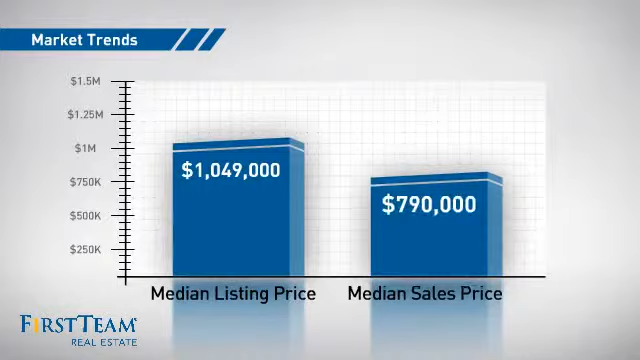 Market Trends
$1.5M
$1.25M
$1M
$750K
$500K
$250K
$1,049,000
$790,000
Median Listing Price
Median Sales Price
FIRSTTEAM®
REAL ESTATE